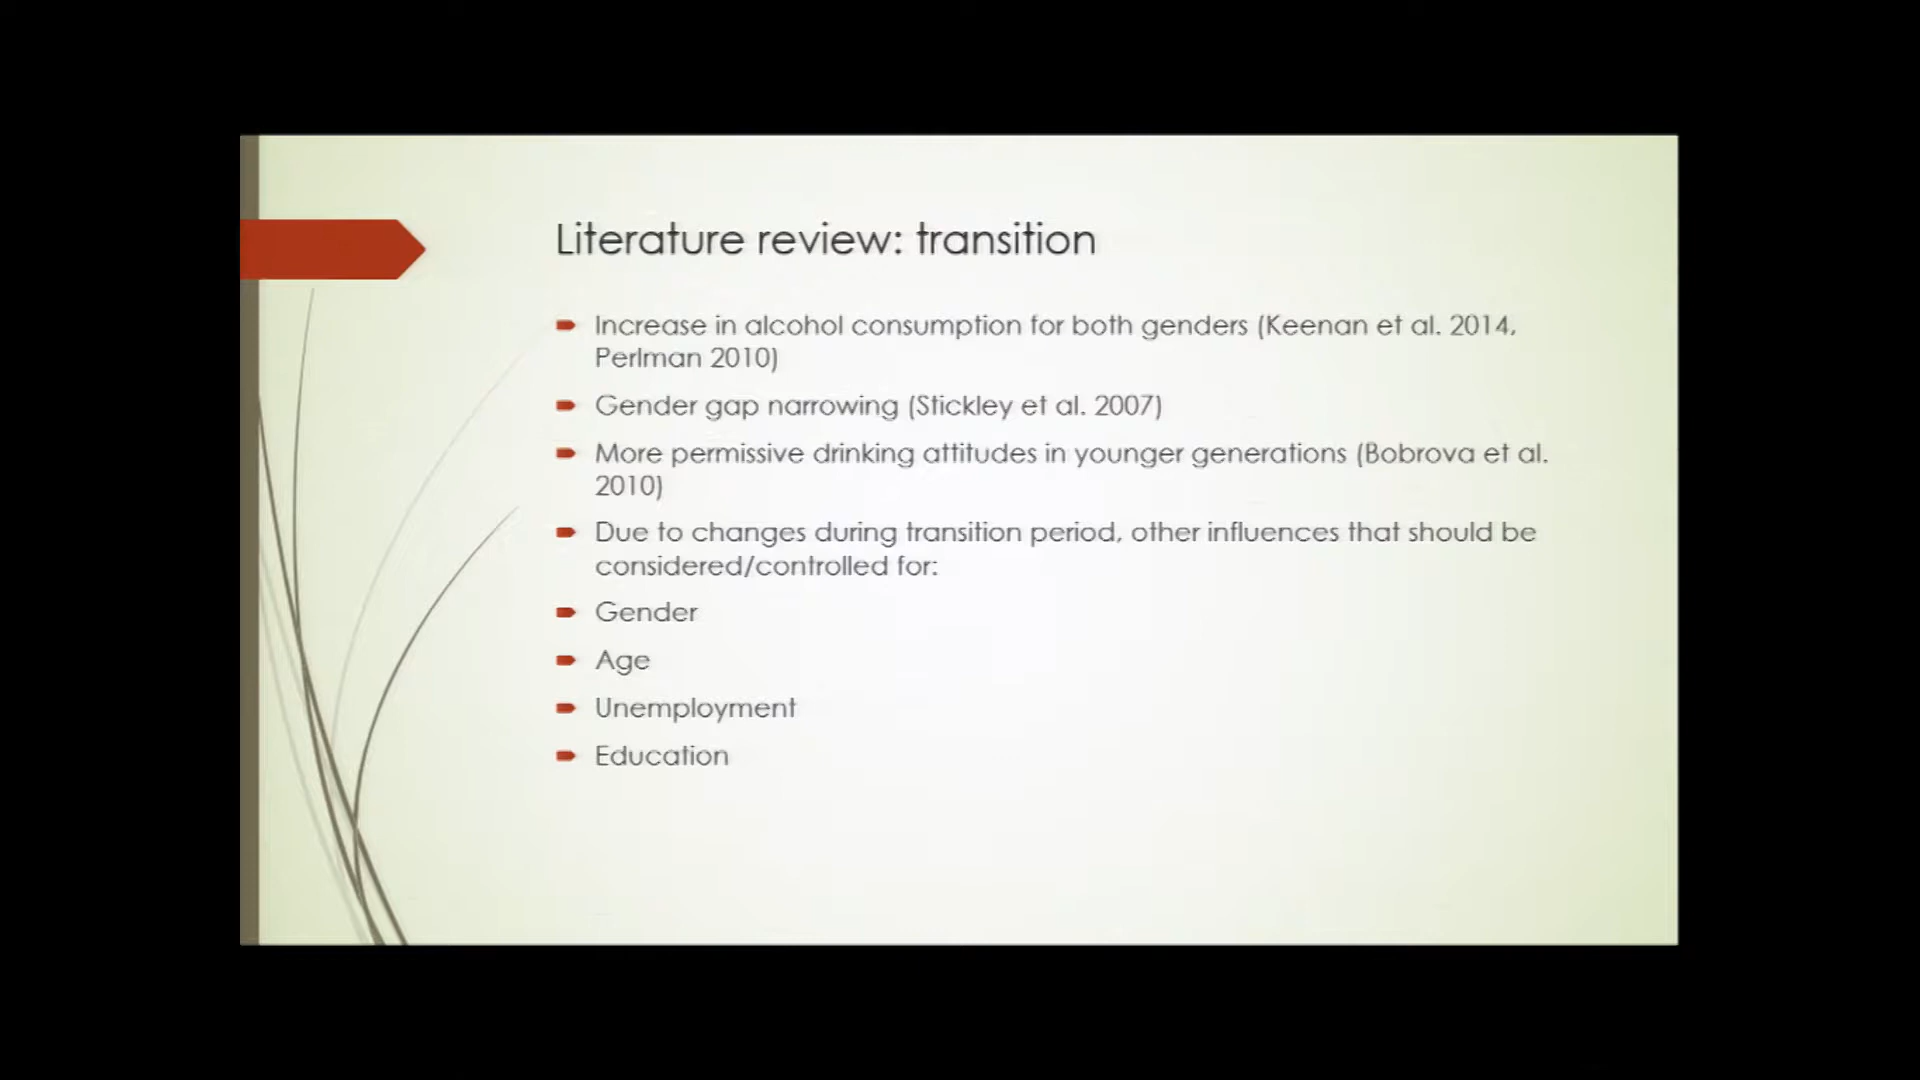 Literature review: transition
Increase in alcohol consumption for both genders (Keenan et al. 2014,
Perlman 2010)
Gender gap narrowing (Stickley et al. 2007)
More permissive drinking attitudes in younger generations (Bobrova et al.
2010)
Due to changes during transition period, other influences that should be
considered/controlled for:
Gender
Age
Unemployment
Education